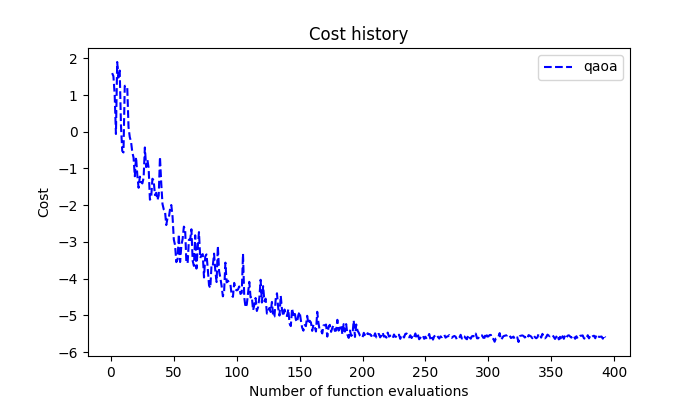 Cost history
qaoa
Cost
2
1
0
−1
−2
−3
−4
−5
−6
0 50 100 150 200 250 300 350 400
Number of function evaluations